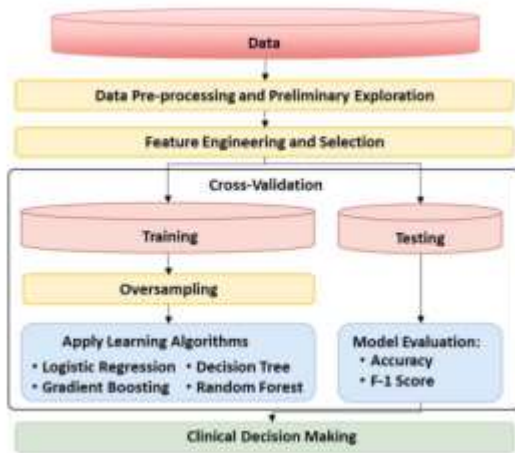 Data
Data Pre-processing and Preliminary Exploration
Feature Engineering and Selection
Cross-Validation
Training
Testing
Oversampling
Apply Learning Algorithms
• Logistic Regression • Decision Tree
• Gradient Boosting • Random Forest
Model Evaluation:
• Accuracy
• F-1 Score
Clinical Decision Making